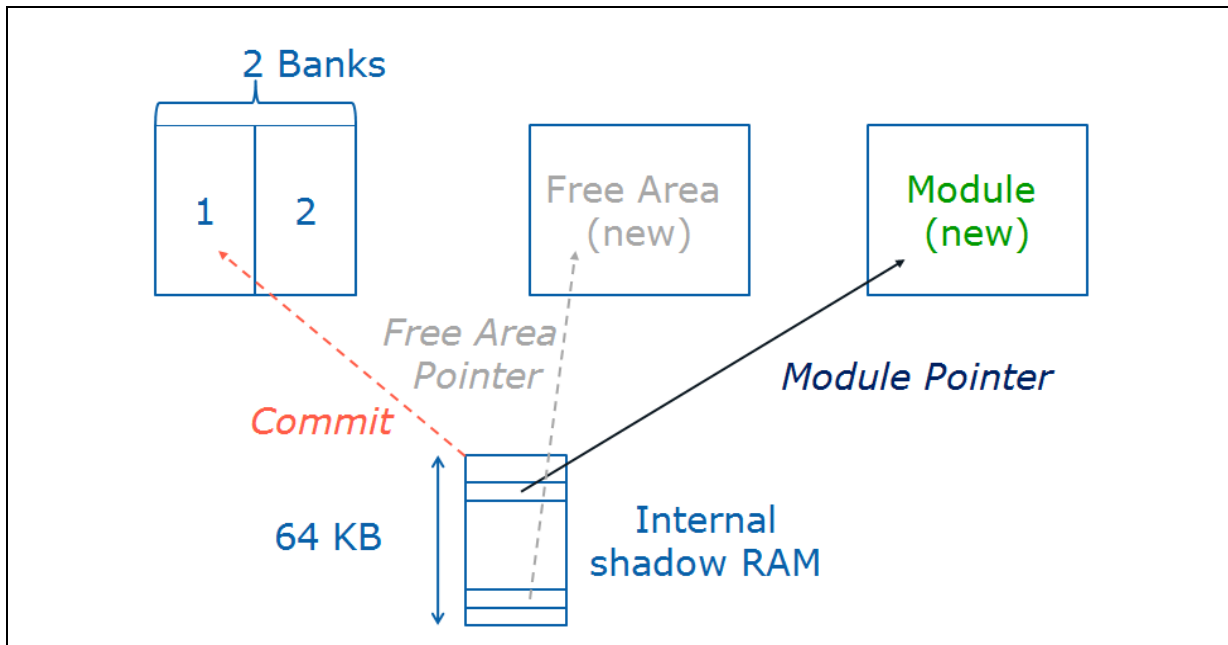 2 Banks
1
2
Free Area
(new)
Module
(new)
Free Area
Pointer
Module Pointer
Commit
64 KB
Internal
shadow RAM